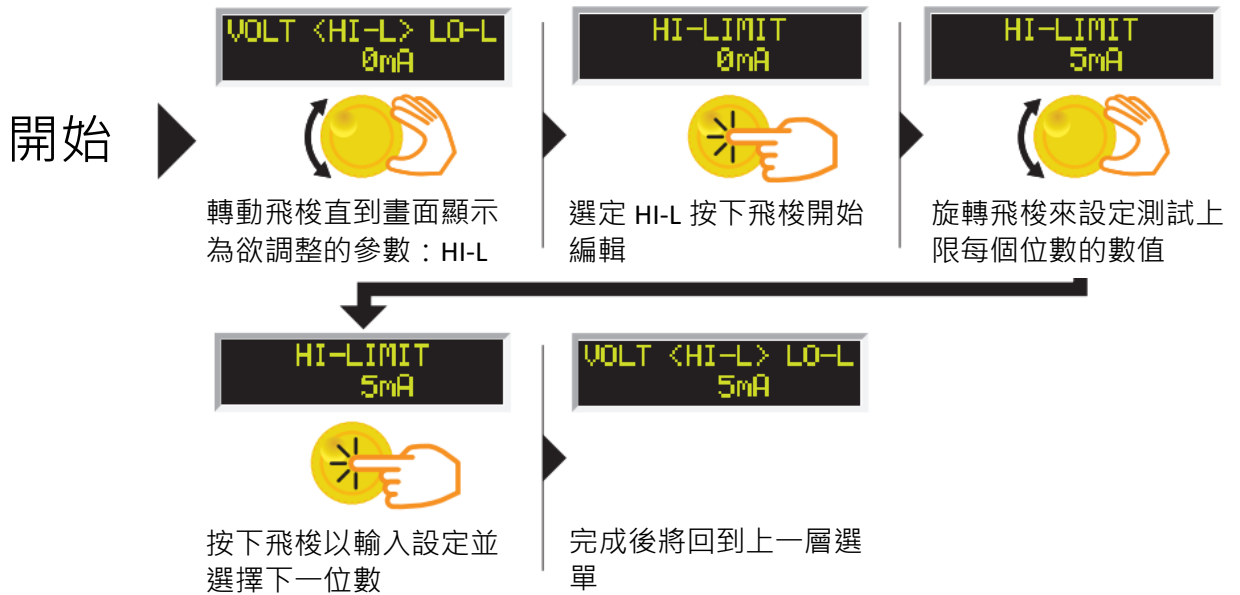 VOLT <HI-L> LO-L
0mA
HI-LIMIT
0mA
HI-LIMIT
5mA
開始
轉動飛梭直到畫面顯示
為欲調整的參數：HI-L
選定 HI-L 按下飛梭開始
編輯
旋轉飛梭來設定測試上
限每個位數的數值
HI-LIMIT
5mA
VOLT <HI-L> LO-L
5mA
按下飛梭以輸入設定並
選擇下一位數
完成後將回到上一層選
單